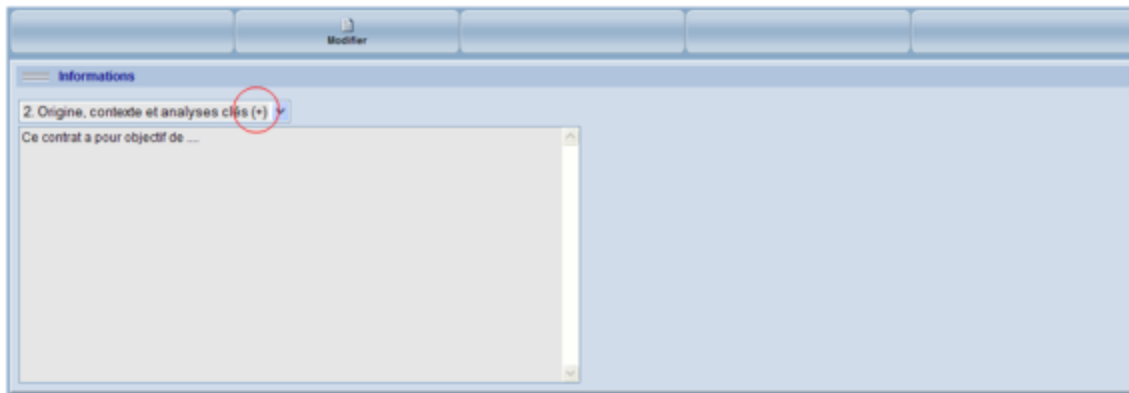 Modifier
Informations
2. Origine, contexte et analyses clés (+)
Ce contrat a pour objectif de ....